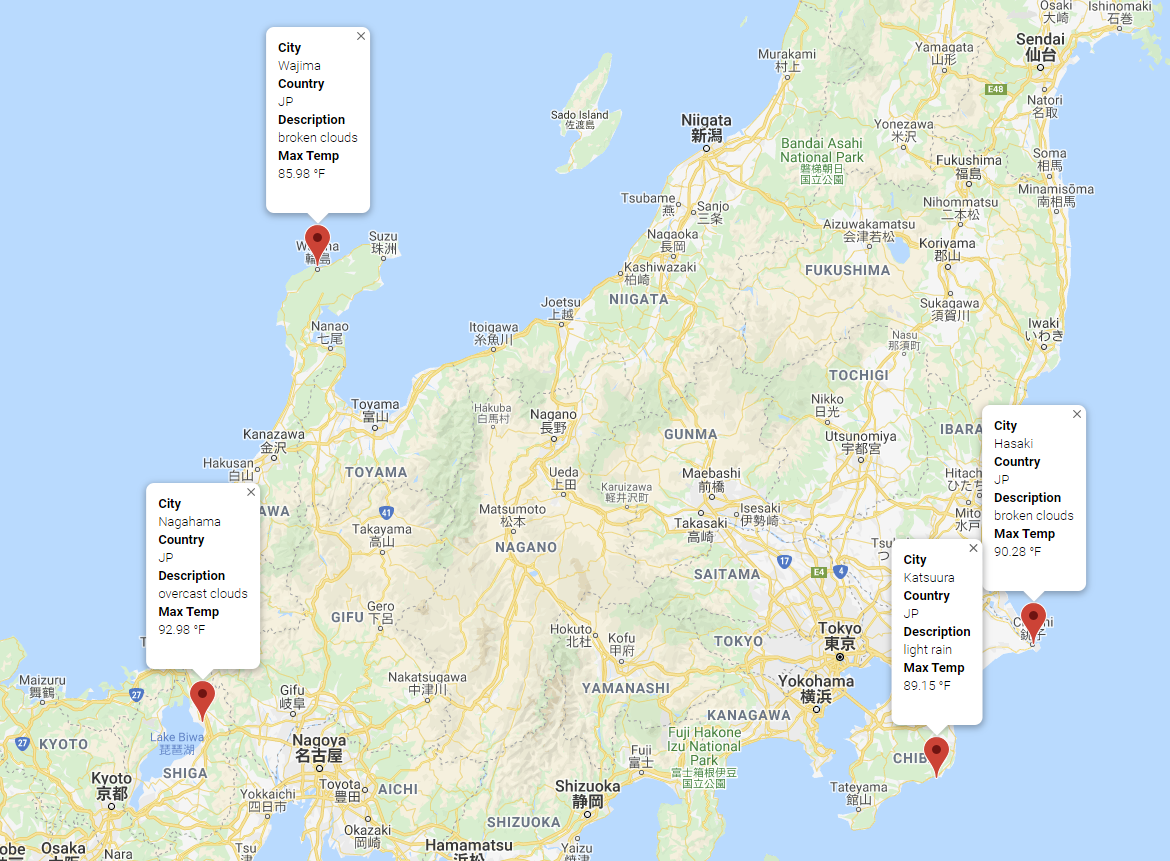 City
Wajima
Country
JP
Description
broken clouds
Max Temp
85.98 °F
Osaki
大崎
Ishinomaki
石巻
Sendai
仙台
Murakami
村上
Yamagata
山形
E48
Natori
名取
Sado Island
佐渡島
Niigata
新潟
Yonezawa
米沢
Bandai Asahi
National Park
磐梯朝日
国立公園
Fukushima
福島
Soma
相馬
Minamisōma
南相馬
Tsubame
燕
Sanjo
三条
Nihommatsu
二本松
Nagaoka
長岡
Aizuwakamatsu
会津若松
Koriyama
郡山
Suzu
珠洲
Kashiwazaki
柏崎
FUKUSHIMA
NIIGATA
Joetsu
上越
Sukagawa
須賀川
Nanao
七尾
Itoigawa
糸魚川
Nasu
那須町
Iwaki
いわき
TOCHIGI
Toyama
富山
Hakuba
白馬村
Nagano
長野
Nikko
日光
Kanazawa
金沢
GUNMA
Utsunomiya
宇都宮
IBARA
City
Hasaki
Country
JP
Description
broken clouds
Max Temp
90.28 °F
Hakusan
白山
TOYAMA
Ueda
上田
Karuizawa
軽井沢町
Maebashi
前橋
Hitach
ひたち
City
Nagahama
Country
JP
Description
overcast clouds
Max Temp
92.98 °F
AWA
41
Takayama
高山
Matsumoto
松本
Takasaki
高崎
Isesaki
伊勢崎
Mito
水戸
NAGANO
Tsu
つ
17
E4
4
SAITAMA
City
Katsuura
Country
JP
Description
light rain
Max Temp
89.15 °F
GIFU
Gero
下呂
Hokuto
北杜
Kofu
甲府
TOKYO
Tokyo
東京
Maizuru
舞鶴
27
Gifu
岐阜
Nakatsugawa
中津川
YAMANASHI
Yokohama
横浜
KANAGAWA
27
KYOTO
Lake Biwa
琵琶湖
Nagoya
名古屋
Fuji
富士
Fuji Hakone
Izu National
Park
富士箱根伊豆
国立公園
CHIB
SHIGA
Kyoto
京都
Yokkaichi
四日市
Toyota
豊田
AICHI
Shizuoka
静岡
Tateyama
館山
Okazaki
岡崎
SHIZUOKA
obe
Osaka
大阪
Nara
Tsu
津
Hamamatsu
浜松
Yaizu
焼津